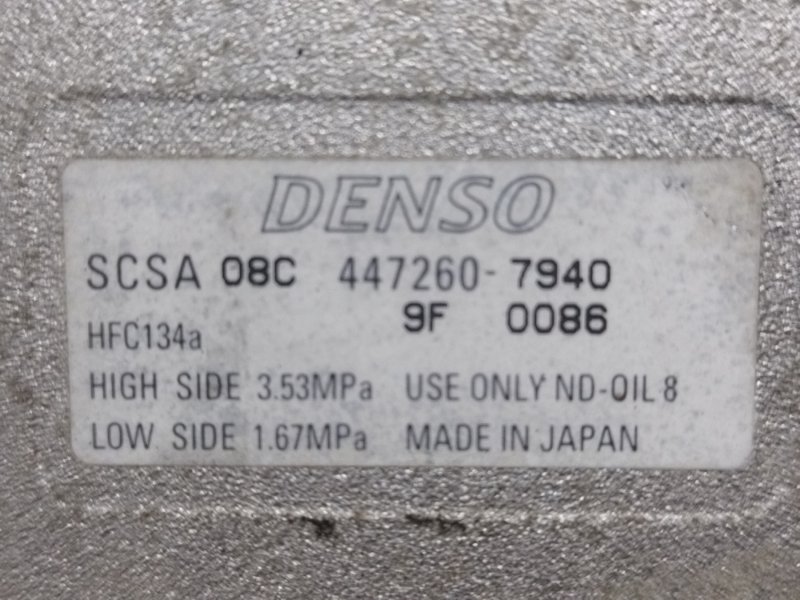 DENSO
SCSA 08C 447260-7940
9F 0086
HFC134a
HIGH SIDE 3.53MPa USE ONLY ND-OIL 8
LOW SIDE 1.67MPa MADE IN JAPAN